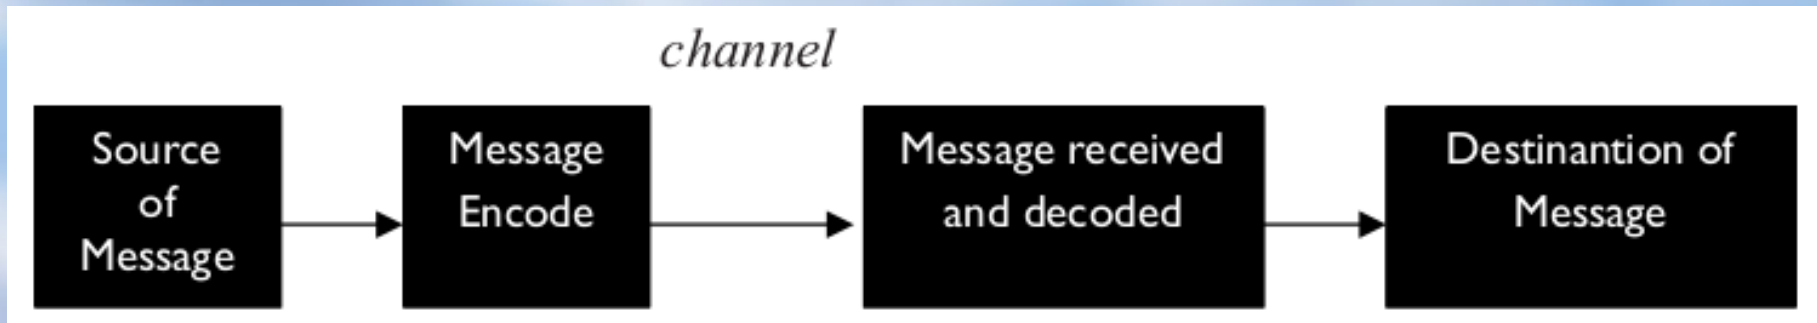 channel
Source
of
Message
Message
Encode
Message received
and decoded
Destinantion of
Message